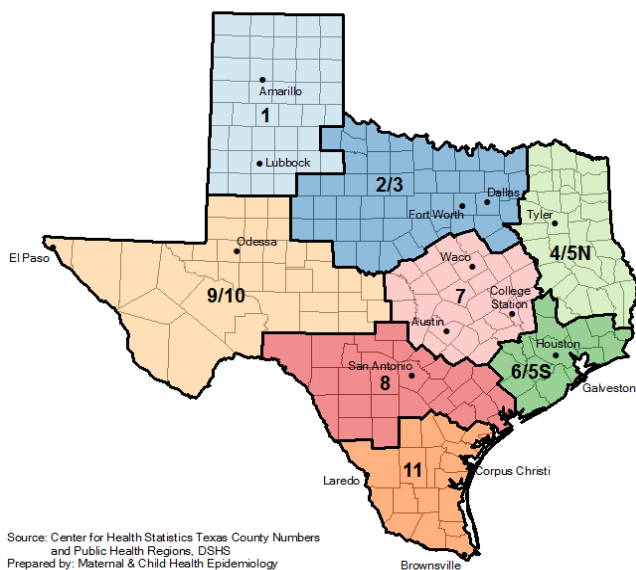 Amarillo
1
Lubbock
2/3
Dallas
Fort Worth
Tyler
4/5N
Odessa
El Paso
9/10
Waco
7
College
Station
Austin
Houston
6/5S
San Antonio
8
Galveston
11
Corpus Christi
Laredo
Brownsville
Source: Center for Health Statistics Texas County Numbers
and Public Health Regions, DSHS
Prepared by: Maternal & Child Health Epidemiology